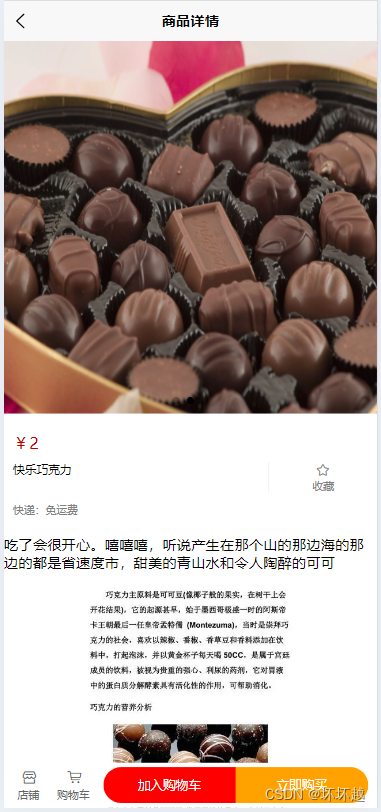 商品详情
￥2
快乐巧克力
收藏
快递：免运费
吃了会很开心。嘻嘻嘻，听说产生在那个山的那边海的那
边的都是省速度市，甜美的青山水和令人陶醉的可可
巧克力主原料是可可豆(像椰子般的果实，在树干上会
开花结果)，它的起源甚早，始于墨西哥极盛一时的阿斯帝
卡王朝最后一任皇帝孟特儒 (Montezuma)，当时是崇拜巧
克力的社会，喜欢以辣椒、番椒、香草豆和香料添加在饮
料中，打起泡沫，并以黄金杯子每天喝 50CC，是属于宫廷
成员的饮料，被视为贵重的强心、利尿的药剂，它对胃液
中的蛋白质分解酵素具有活化性的作用，可帮助消化。
巧克力的营养分析
店铺
购物车
加入购物车
立即购买
CSDN @坏坏越